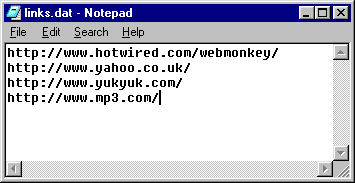 links.dat - Notepad
File Edit Search Help
http://www.hotwired.com/webmonkey/
http://www.yahoo.co.uk/
http://www.yukyuk.com/
http://www.mp3.com/